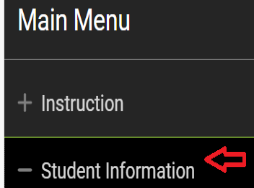 Main Menu
+ Instruction
− Student Information